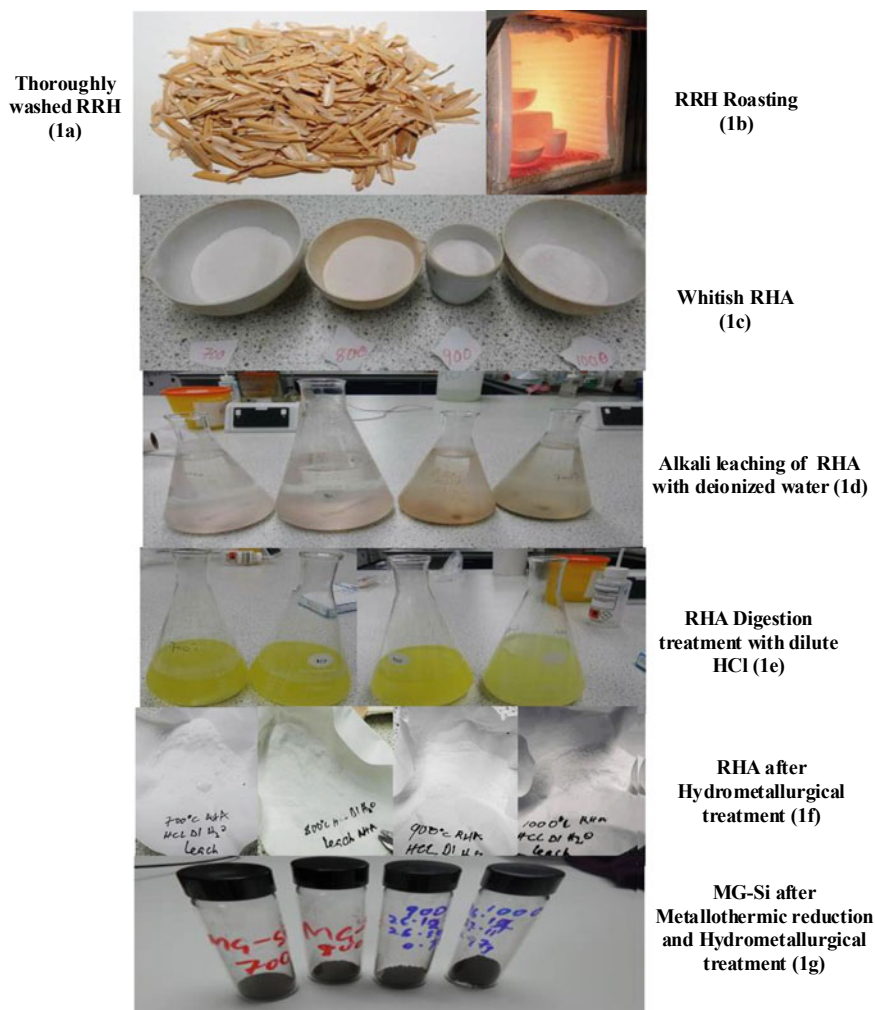 Thoroughly
washed RRH
(1a)
RRH Roasting
(1b)
Whitish RHA
(1c)
700
800
900
1000
Alkali leaching of RHA
with deionized water (1d)
RHA Digestion
treatment with dilute
HCl (1e)
RHA after
Hydrometallurgical
treatment (1f)
700°C RHA
HCL DI H2O
Leach
800°C
DI H2O
Leach RHA
900°C RHA
HCL DI H2
1000°C RHA
HCL DI H2O
Leach
MG-Si after
Metallothermic reduction
and Hydrometallurgical
treatment (1g)
MG-S
700
MG-
800
900
1000